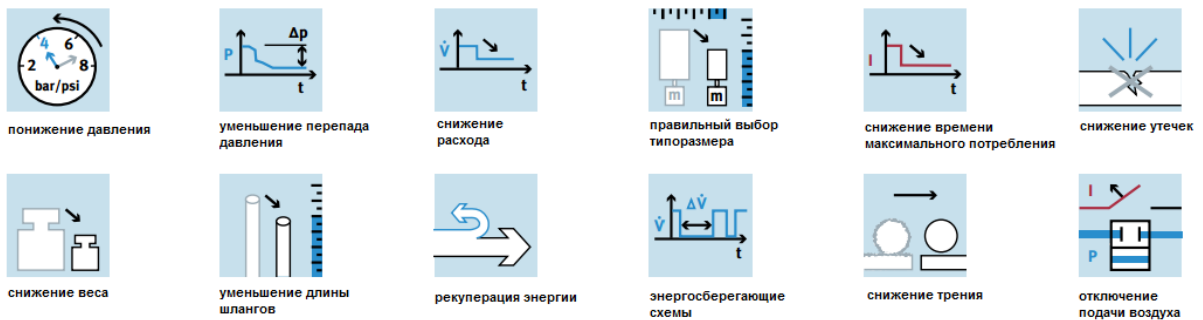 4 6
2 8
bar/psi
P Δp
t
V̇
t
m m
I
t
понижение давления
уменьшение перепада
давления
снижение
расхода
правильный выбор
типоразмера
снижение времени
максимального потребления
снижение утечек
V̇ ΔV̇
t
I
P
снижение веса
уменьшение длины
шлангов
рекуперация энергии
энергосберегающие
схемы
снижение трения
отключение
подачи воздуха